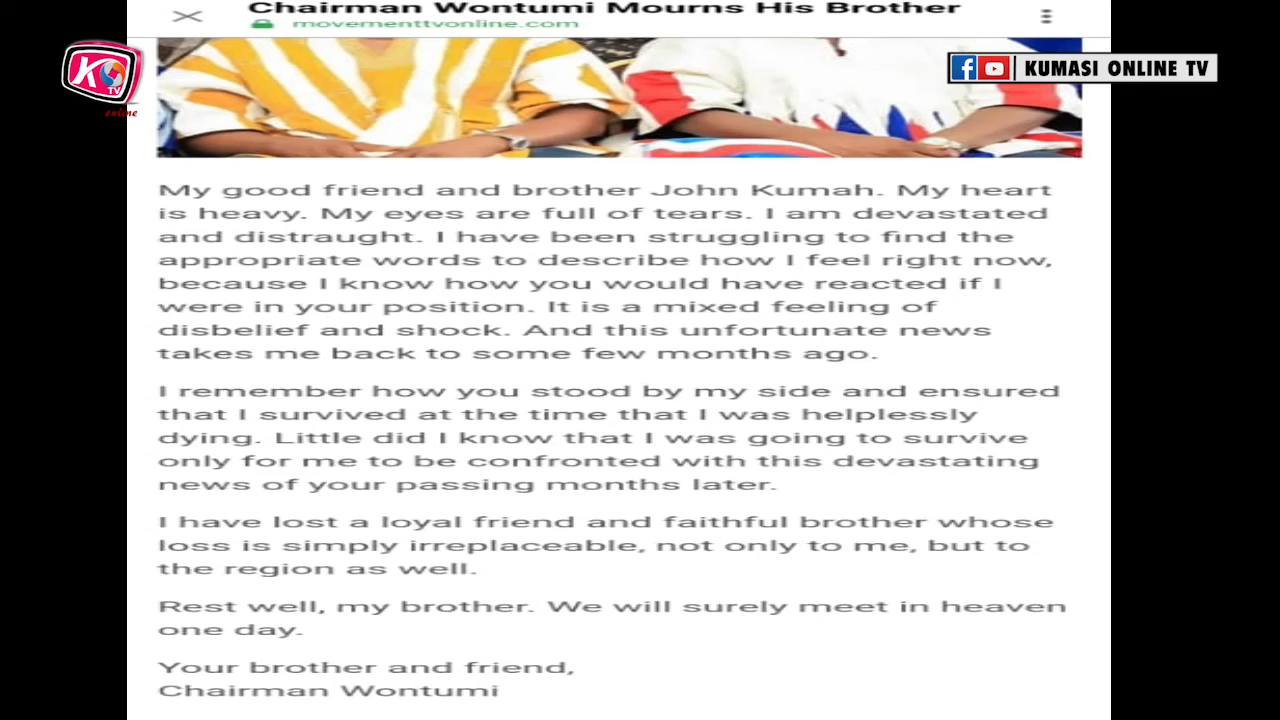 Chairman Wontumi Mourns His Brother
movementtvonline.com
K TV
online
KUMASI ONLINE TV
My good friend and brother John Kumah. My heart
is heavy. My eyes are full of tears. I am devastated
and distraught. I have been struggling to find the
appropriate words to describe how I feel right now,
because I know how you would have reacted if I
were in your position. It is a mixed feeling of
disbelief and shock. And this unfortunate news
takes me back to some few months ago.
I remember how you stood by my side and ensured
that I survived at the time that I was helplessly
dying. Little did I know that I was going to survive
only for me to be confronted with this devastating
news of your passing months later.
I have lost a loyal friend and faithful brother whose
loss is simply irreplaceable, not only to me, but to
the region as well.
Rest well, my brother. We will surely meet in heaven
one day.
Your brother and friend,
Chairman Wontumi